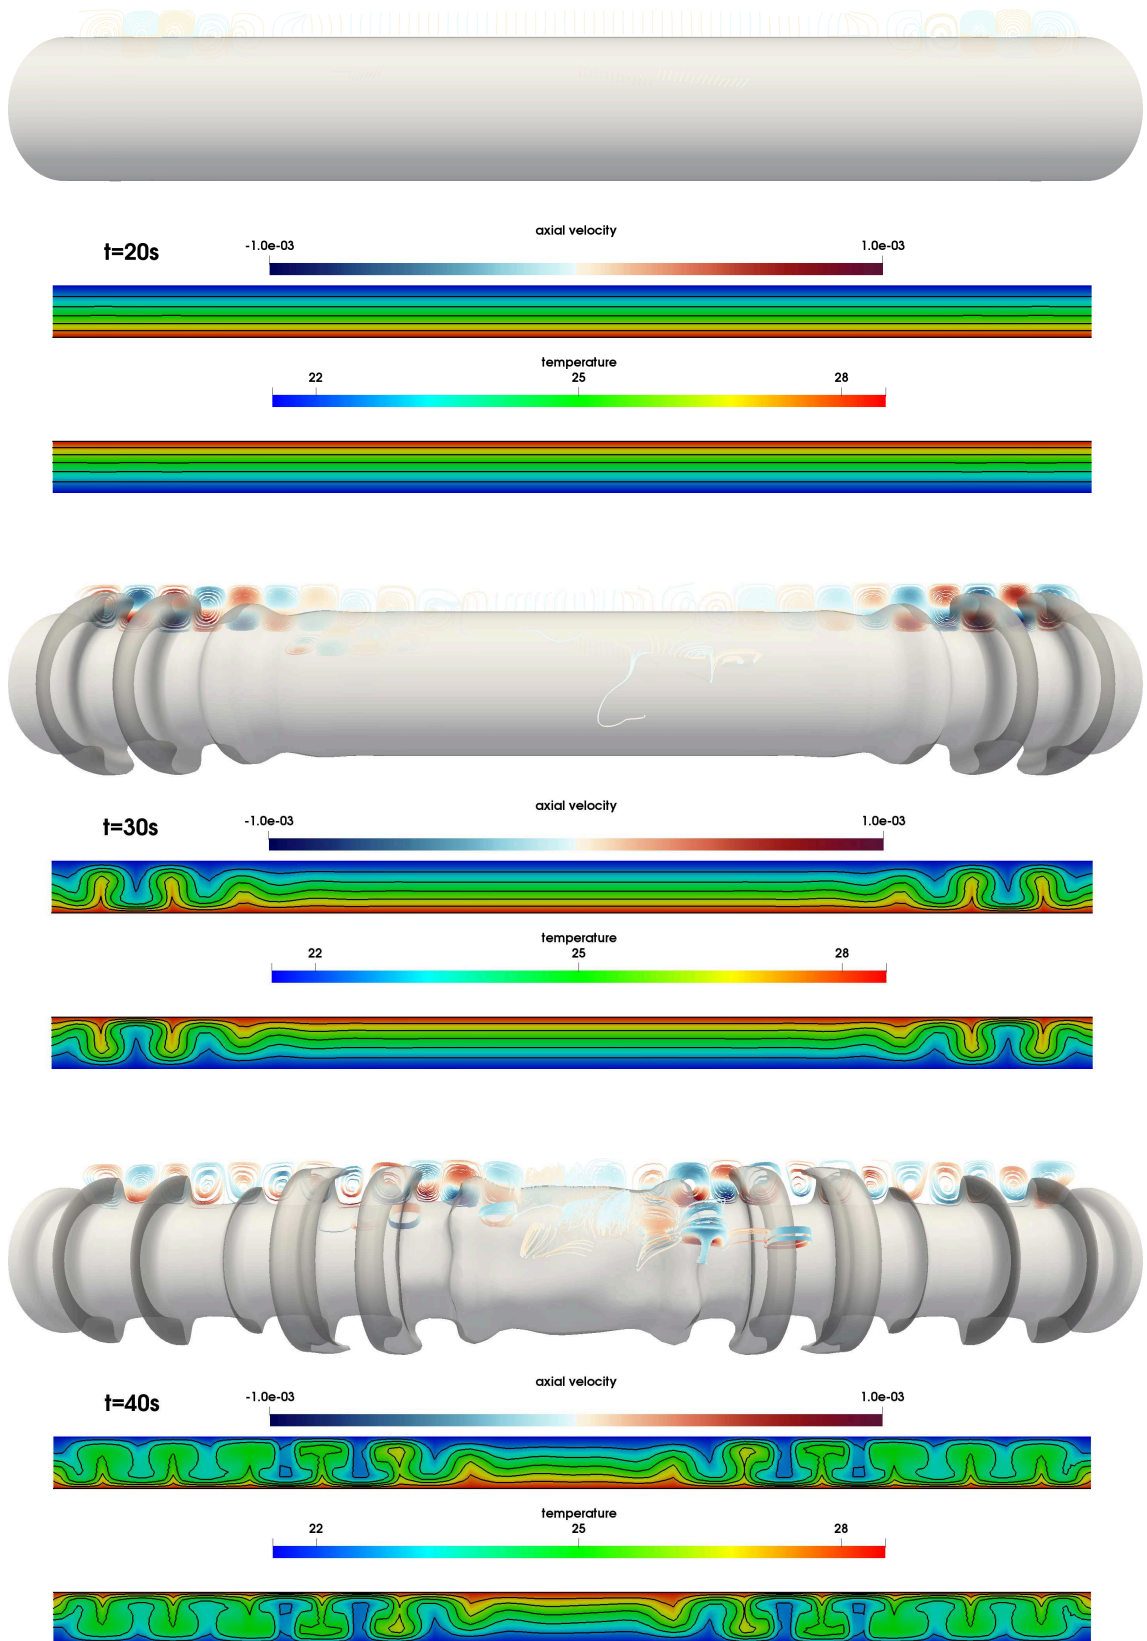 axial velocity
t=20s
-1.0e-03 1.0e-03
temperature
22 25 28
axial velocity
t=30s
-1.0e-03 1.0e-03
temperature
22 25 28
axial velocity
t=40s
-1.0e-03 1.0e-03
temperature
22 25 28